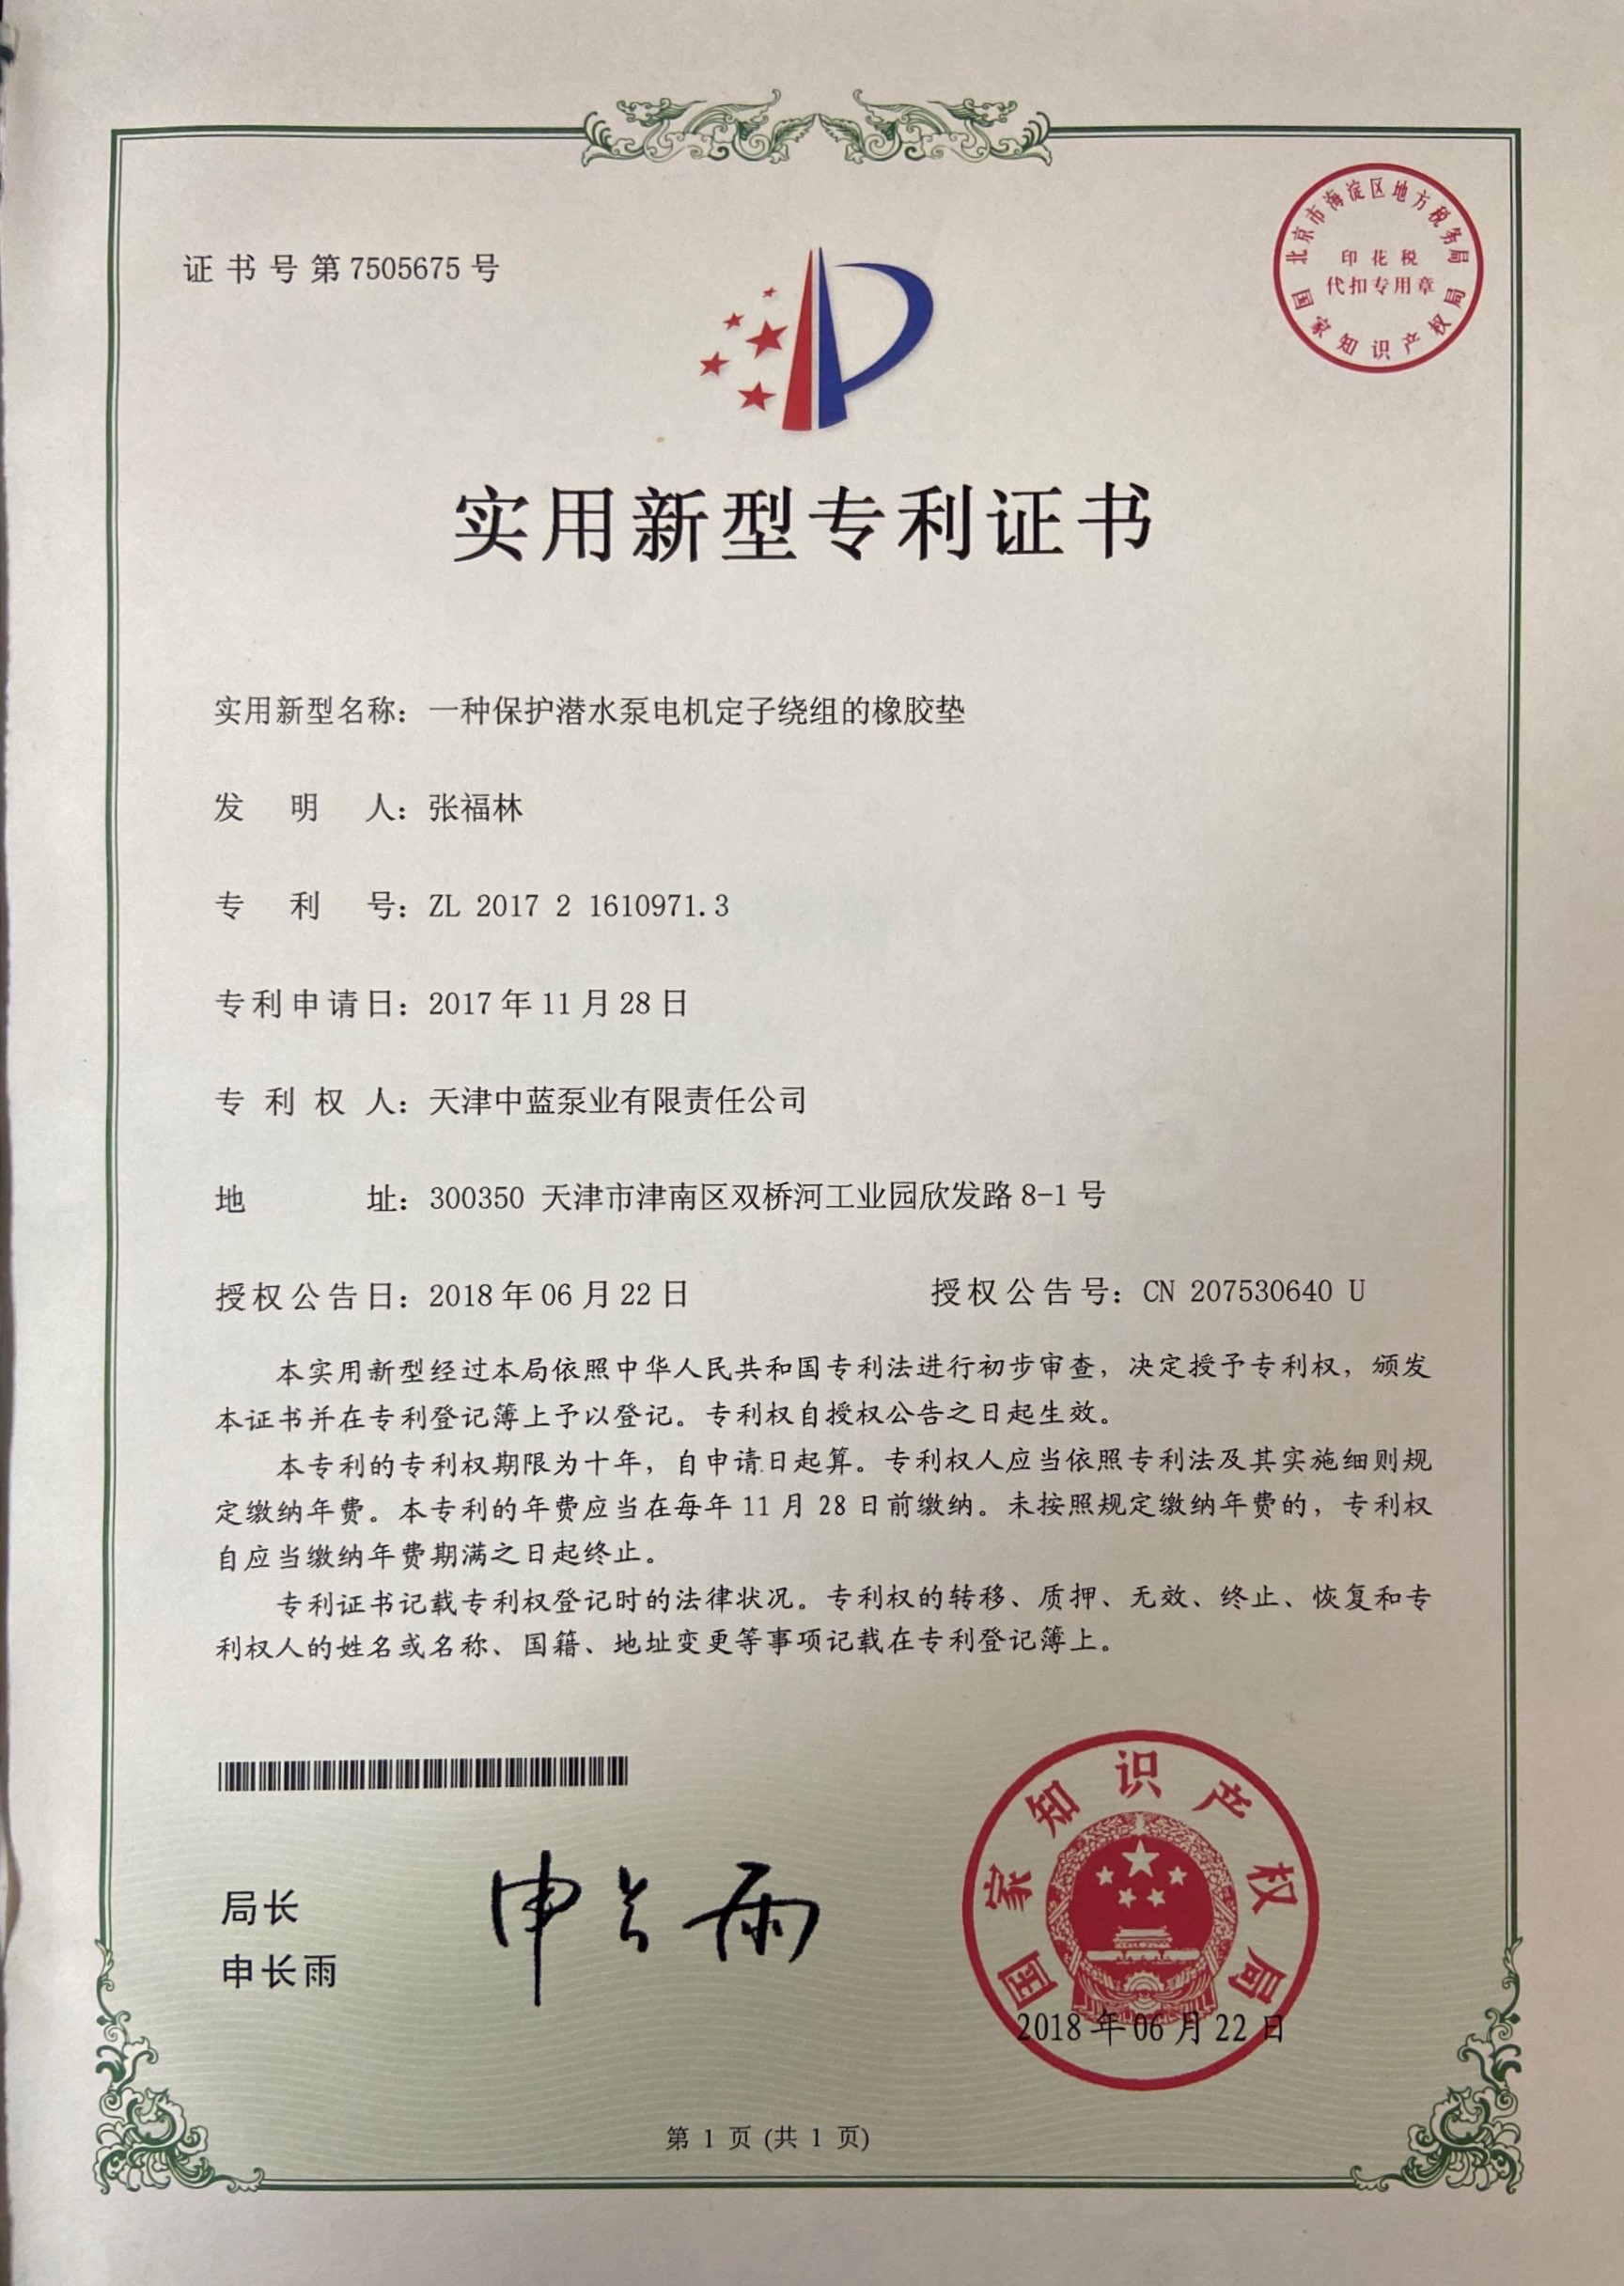 证书号第7505675号
北京市海淀区地方税务局
印花税
代扣专用章
国家知识产权局
实用新型专利证书
实用新型名称：一种保护潜水泵电机定子绕组的橡胶垫
发明人：张福林
专利号：ZL 2017 2 1610971.3
专利申请日：2017年11月28日
专利权人：天津中蓝泵业有限责任公司
地址：300350 天津市津南区双桥河工业园欣发路8-1号
授权公告日：2018年06月22日 授权公告号：CN 207530640 U
本实用新型经过本局依照中华人民共和国专利法进行初步审查，决定授予专利权，颁发
本证书并在专利登记簿上予以登记。专利权自授权公告之日起生效。
本专利的专利权期限为十年，自申请日起算。专利权人应当依照专利法及其实施细则规
定缴纳年费。本专利的年费应当在每年11月28日前缴纳。未按照规定缴纳年费的，专利权
自应当缴纳年费期满之日起终止。
专利证书记载专利权登记时的法律状况。专利权的转移、质押、无效、终止、恢复和专
利权人的姓名或名称、国籍、地址变更等事项记载在专利登记簿上。
局长
申长雨
申长雨
国家知识产权局
2018年06月22日
第 1 页 (共 1 页)